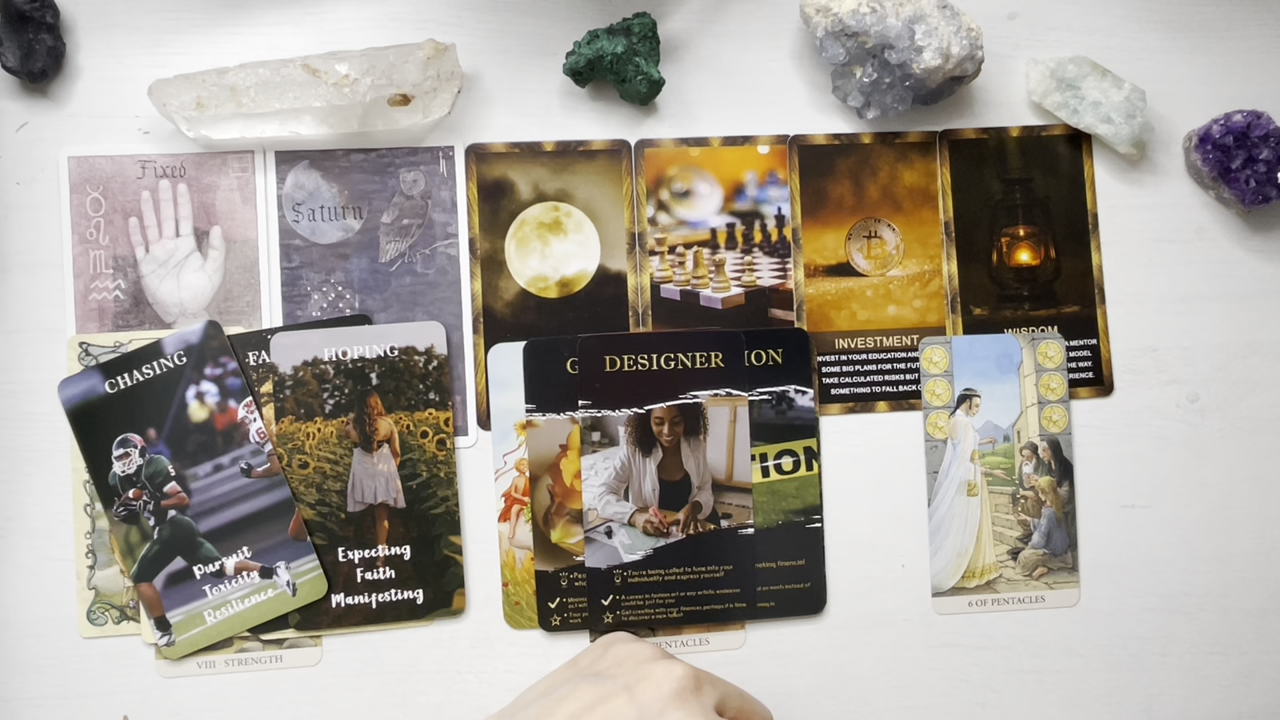 Fixed
Saturn
INVESTMENT
INVEST IN YOUR EDUCATION AND
SOME BIG PLANS FOR THE FUT
TAKE CALCULATED RISKS BUT
SOMETHING TO FALL BACK O
WISDOM
A MENTOR
MODEL
THE WAY.
ERIENCE.
CHASING
Pursuit
Toxicity
Resilience
FA
HOPING
Expecting
Faith
Manifesting
VIII · STRENGTH
G
DESIGNER
•You're being called to tune into your
individuality and express yourself
•A career in fashion art or any artistic endeavor
could be just for you
•Get creative with your finances perhaps it is time
to discover a new talent
ION
TION
financial
PENTACLES
6 OF PENTACLES